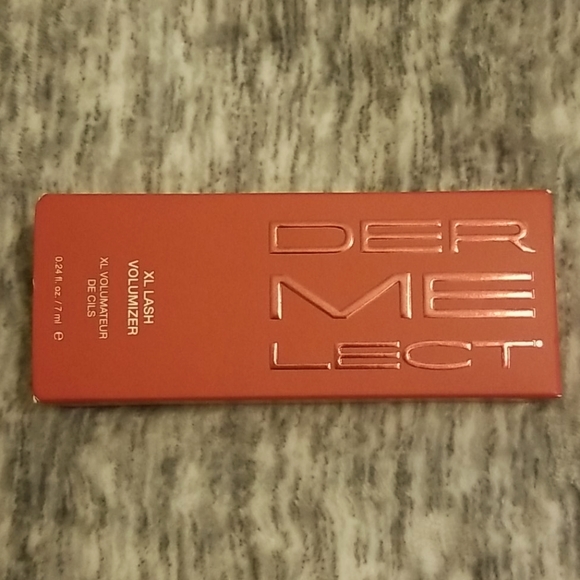 DER
ME
LECT
XL LASH
VOLUMIZER
XL VOLUMATEUR
DE CILS
0.24 fl. oz. / 7 ml ℮